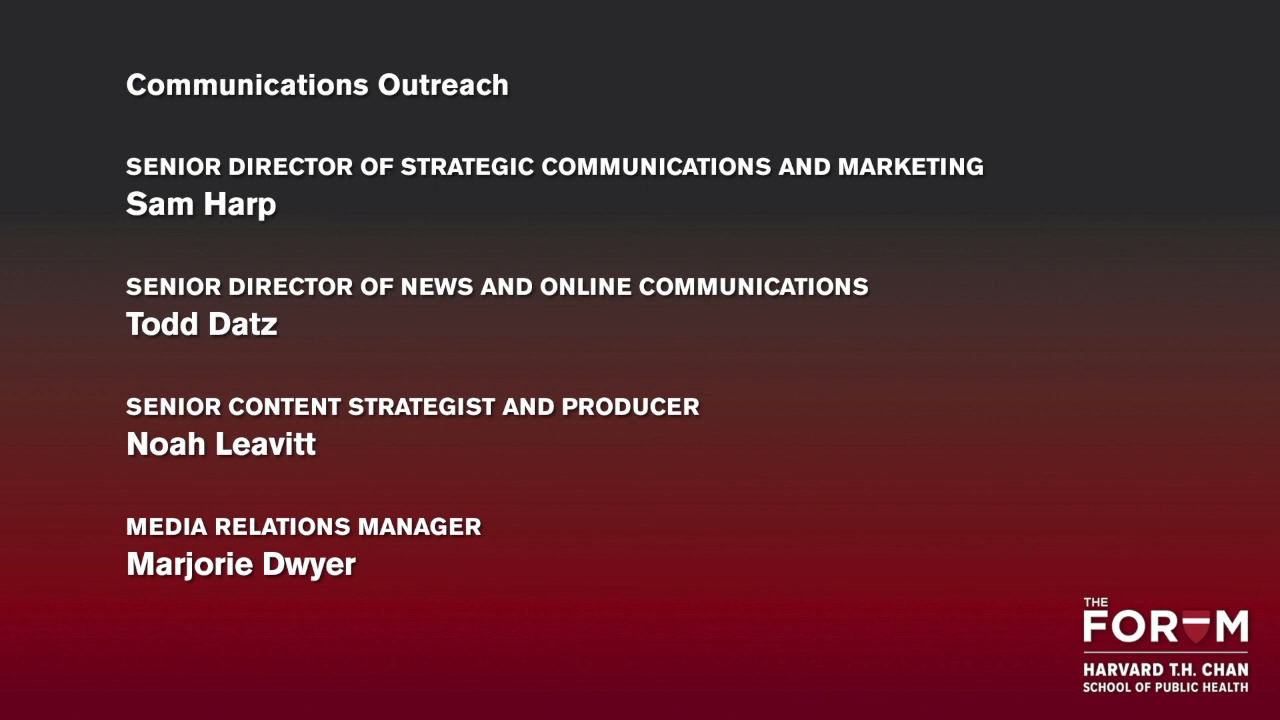 Communications Outreach
SENIOR DIRECTOR OF STRATEGIC COMMUNICATIONS AND MARKETING
Sam Harp
SENIOR DIRECTOR OF NEWS AND ONLINE COMMUNICATIONS
Todd Datz
SENIOR CONTENT STRATEGIST AND PRODUCER
Noah Leavitt
MEDIA RELATIONS MANAGER
Marjorie Dwyer
THE
FORUM
HARVARD T.H. CHAN
SCHOOL OF PUBLIC HEALTH